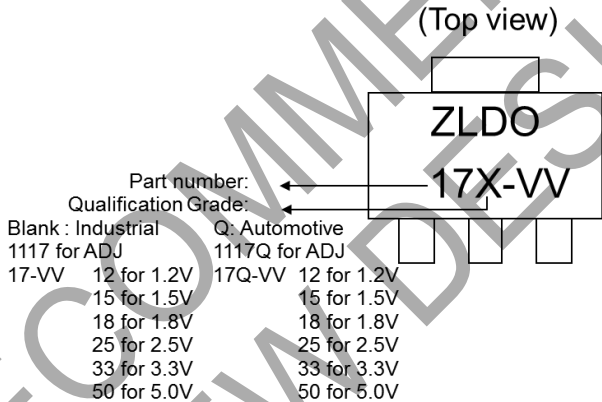 (Top view)
ZLDO
17X-VV
Part number:
Qualification Grade:
Blank : Industrial Q: Automotive
1117 for ADJ 1117Q for ADJ
17-VV 12 for 1.2V 17Q-VV 12 for 1.2V
15 for 1.5V 15 for 1.5V
18 for 1.8V 18 for 1.8V
25 for 2.5V 25 for 2.5V
33 for 3.3V 33 for 3.3V
50 for 5.0V 50 for 5.0V